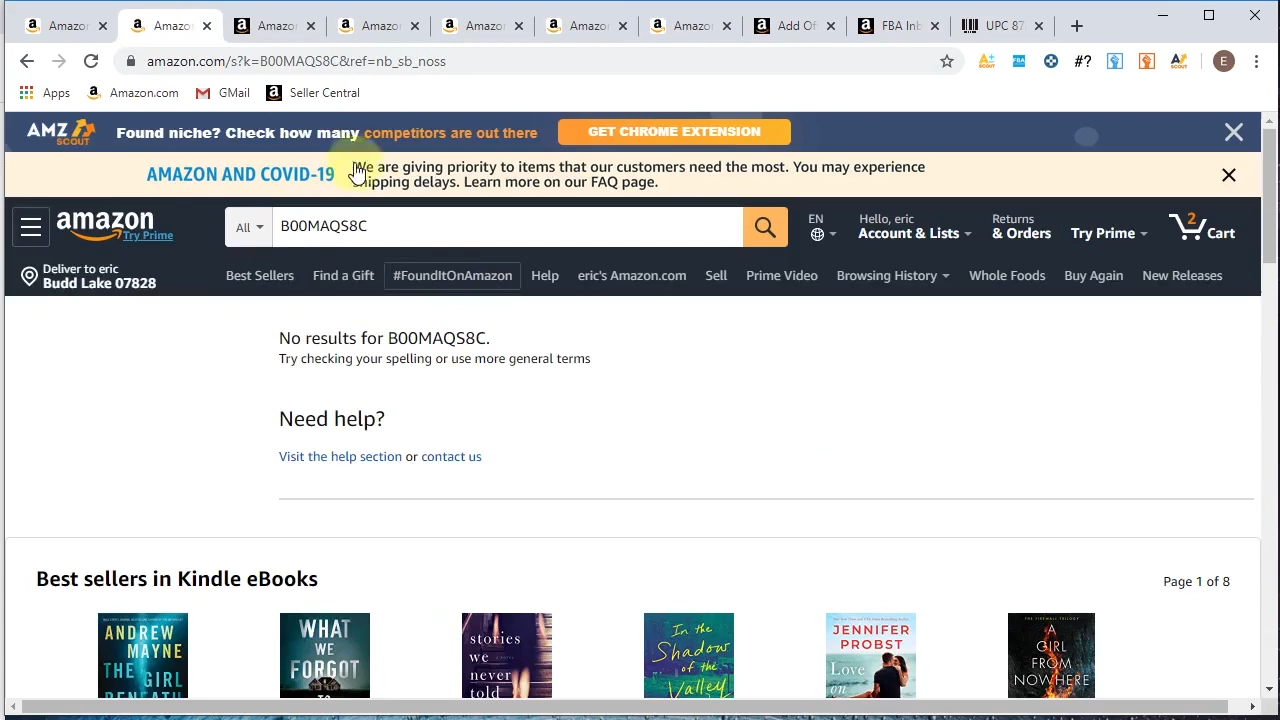 Amazon
Amazon
Amazon
Amazon
Amazon
Amazon
Amazon
Add Of
FBA Inb
UPC 87
amazon.com/s?k=B00MAQS8C&ref=nb_sb_noss
#?
FBA
E
Apps
Amazon.com
GMail
Seller Central
AMZ SCOUT
Found niche? Check how many competitors are out there
GET CHROME EXTENSION
AMAZON AND COVID-19
We are giving priority to items that our customers need the most. You may experience
shipping delays. Learn more on our FAQ page.
amazon
Try Prime
All
B00MAQS8C
EN
Hello, eric
Account & Lists
Returns
& Orders
Try Prime
2
Cart
Deliver to eric
Budd Lake 07828
Best Sellers
Find a Gift
#FoundItOnAmazon
Help
eric's Amazon.com
Sell
Prime Video
Browsing History
Whole Foods
Buy Again
New Releases
No results for B00MAQS8C.
Try checking your spelling or use more general terms
Need help?
Visit the help section or contact us
Best sellers in Kindle eBooks
Page 1 of 8
ANDREW
MAYNE
THE
GIRL
BENEATH
WHAT
WE
FORGOT
stories
we
never
told
In the
Shadow
of the
Valley
JENNIFER
PROBST
Love
on
A
GIRL
FROM
NOWHERE